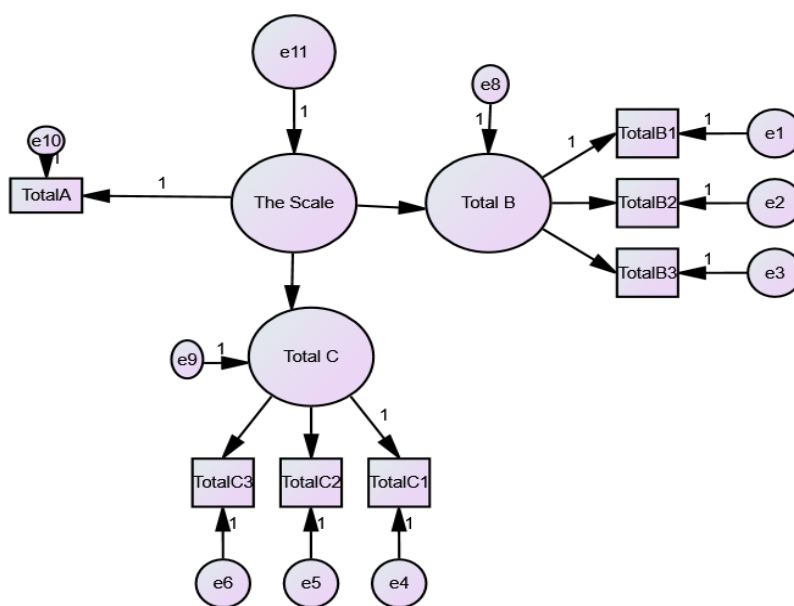 e11
1
e8
1
TotalB1
1
e1
1
e10
1
TotalA
1
The Scale
Total B
TotalB2
1
e2
TotalB3
1
e3
e9
1
Total C
1
TotalC3
TotalC2
TotalC1
1
1
1
e6
e5
e4